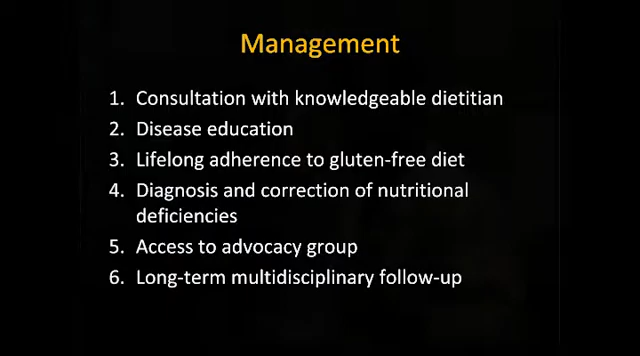 Management
1. Consultation with knowledgeable dietitian
2. Disease education
3. Lifelong adherence to gluten-free diet
4. Diagnosis and correction of nutritional
deficiencies
5. Access to advocacy group
6. Long-term multidisciplinary follow-up